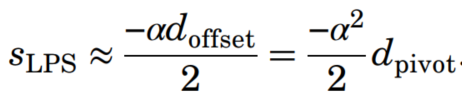 s_LPS ≈ −αd_offset / 2 = −α² / 2 d_pivot.